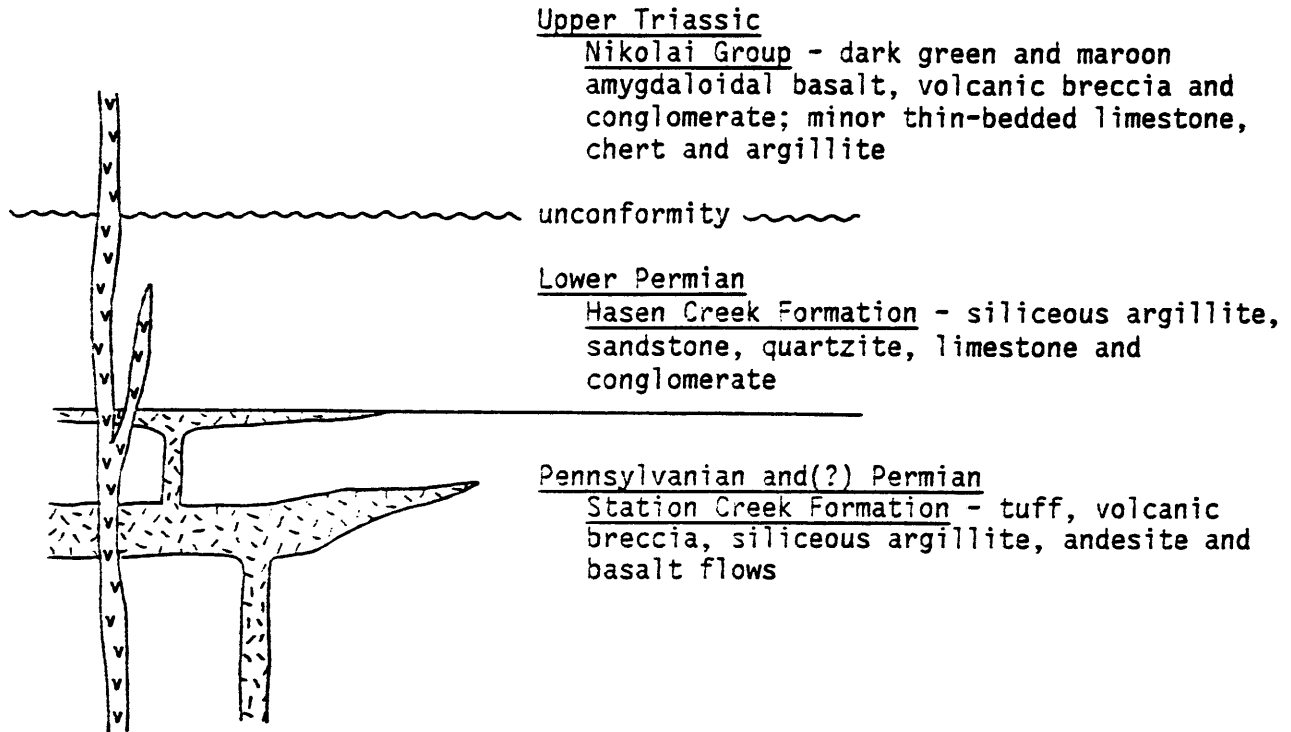 Upper Triassic
Nikolai Group - dark green and maroon
amygdaloidal basalt, volcanic breccia and
conglomerate; minor thin-bedded limestone,
chert and argillite
unconformity
Lower Permian
Hasen Creek Formation - siliceous argillite,
sandstone, quartzite, limestone and
conglomerate
Pennsylvanian and(?) Permian
Station Creek Formation - tuff, volcanic
breccia, siliceous argillite, andesite and
basalt flows